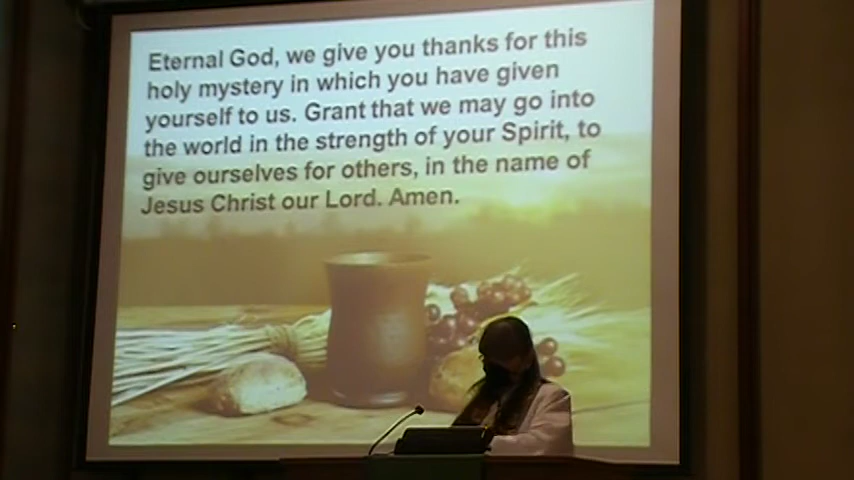 Eternal God, we give you thanks for this
holy mystery in which you have given
yourself to us. Grant that we may go into
the world in the strength of your Spirit, to
give ourselves for others, in the name of
Jesus Christ our Lord. Amen.